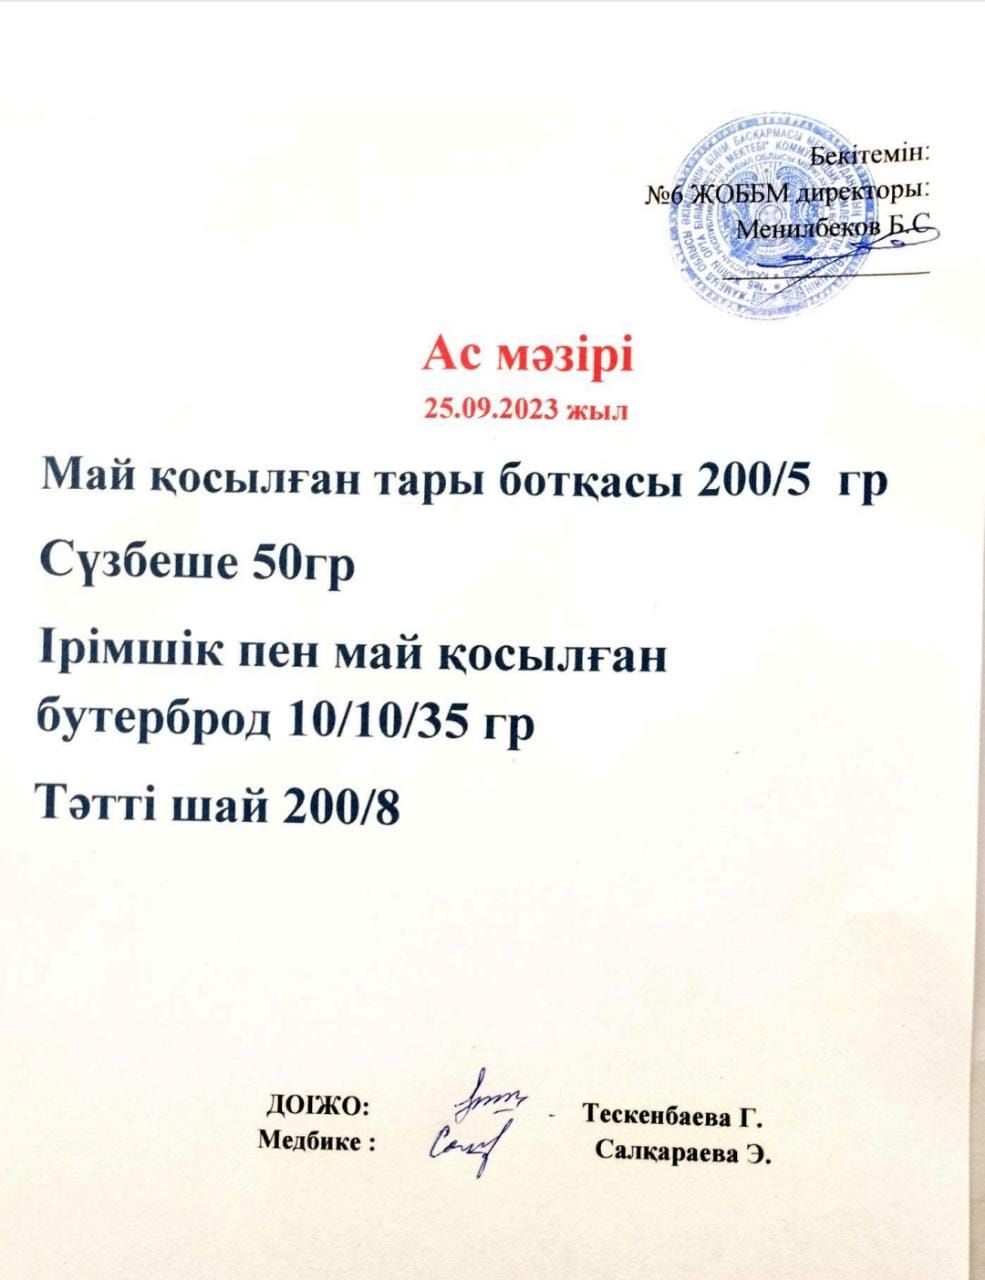 Бекітемін:
№6 ЖОББМ директоры:
Менилбеков Б.С
Ас мәзірі
25.09.2023 жыл
Май қосылған тары ботқасы 200/5 гр
Сүзбеше 50гр
Ірімшік пен май қосылған
бутерброд 10/10/35 гр
Тәтті шай 200/8
ДОІЖО: Тескенбаева Г.
Медбике : Салқараева Э.